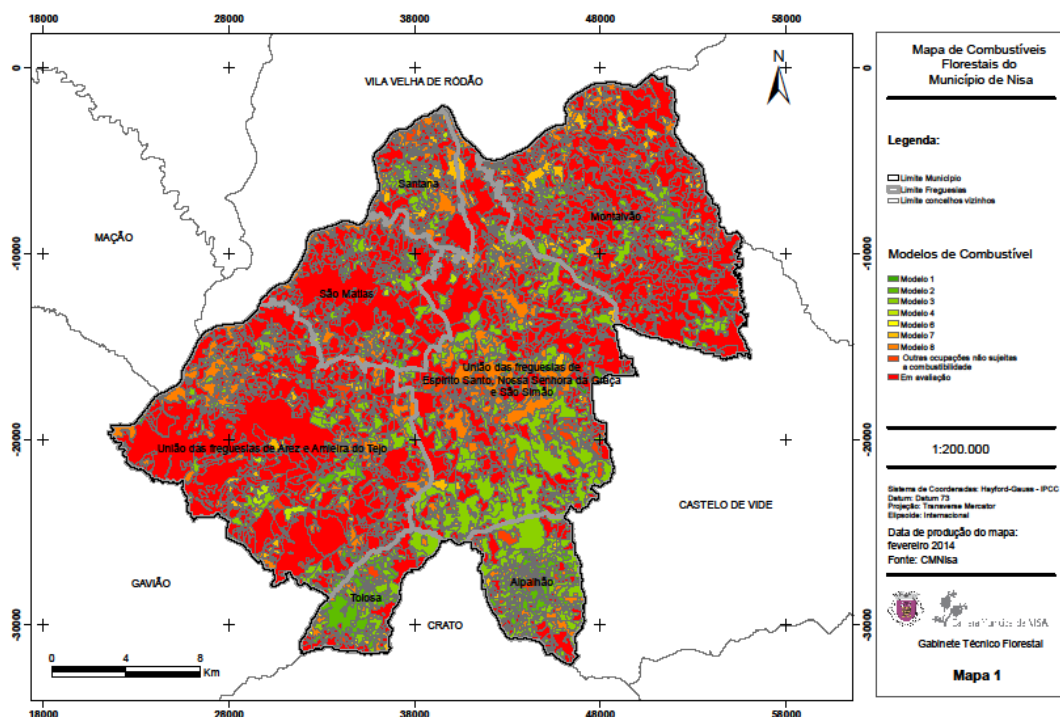 18000 28000 38000 48000 58000
Mapa de Combustíveis
Florestais do
Município de Nisa
0
N
0
VILA VELHA DE RÓDÃO
Legenda:
Limite Município
Limite Freguesias
Limite concelhos vizinhos
Santana
Montalvão
MAÇÃO
-10000
-10000
Modelos de Combustível
Modelo 1
Modelo 2
Modelo 3
Modelo 4
Modelo 6
Modelo 7
Modelo 8
Outras ocupações não sujeitas
a combustibilidade
Em avaliação
São Matias
União das freguesias de
Espírito Santo, Nossa Senhora da Graça
e São Simão
-20000
-20000
União das freguesias de Arez e Amieira do Tejo
1:200.000
CASTELO DE VIDE
Sistema de Coordenadas: Hayford-Gauss - IPCC
Datum: Datum 73
Projeção: Transverse Mercator
Elipsoide: Internacional
Data de produção do mapa:
fevereiro 2014
Fonte: CMNisa
GAVIÃO
Tolosa
Alpalhão
CRATO
-30000
-30000
NISA
Gabinete Técnico Florestal
Mapa 1
0 4 8
Km
18000 28000 38000 48000 58000